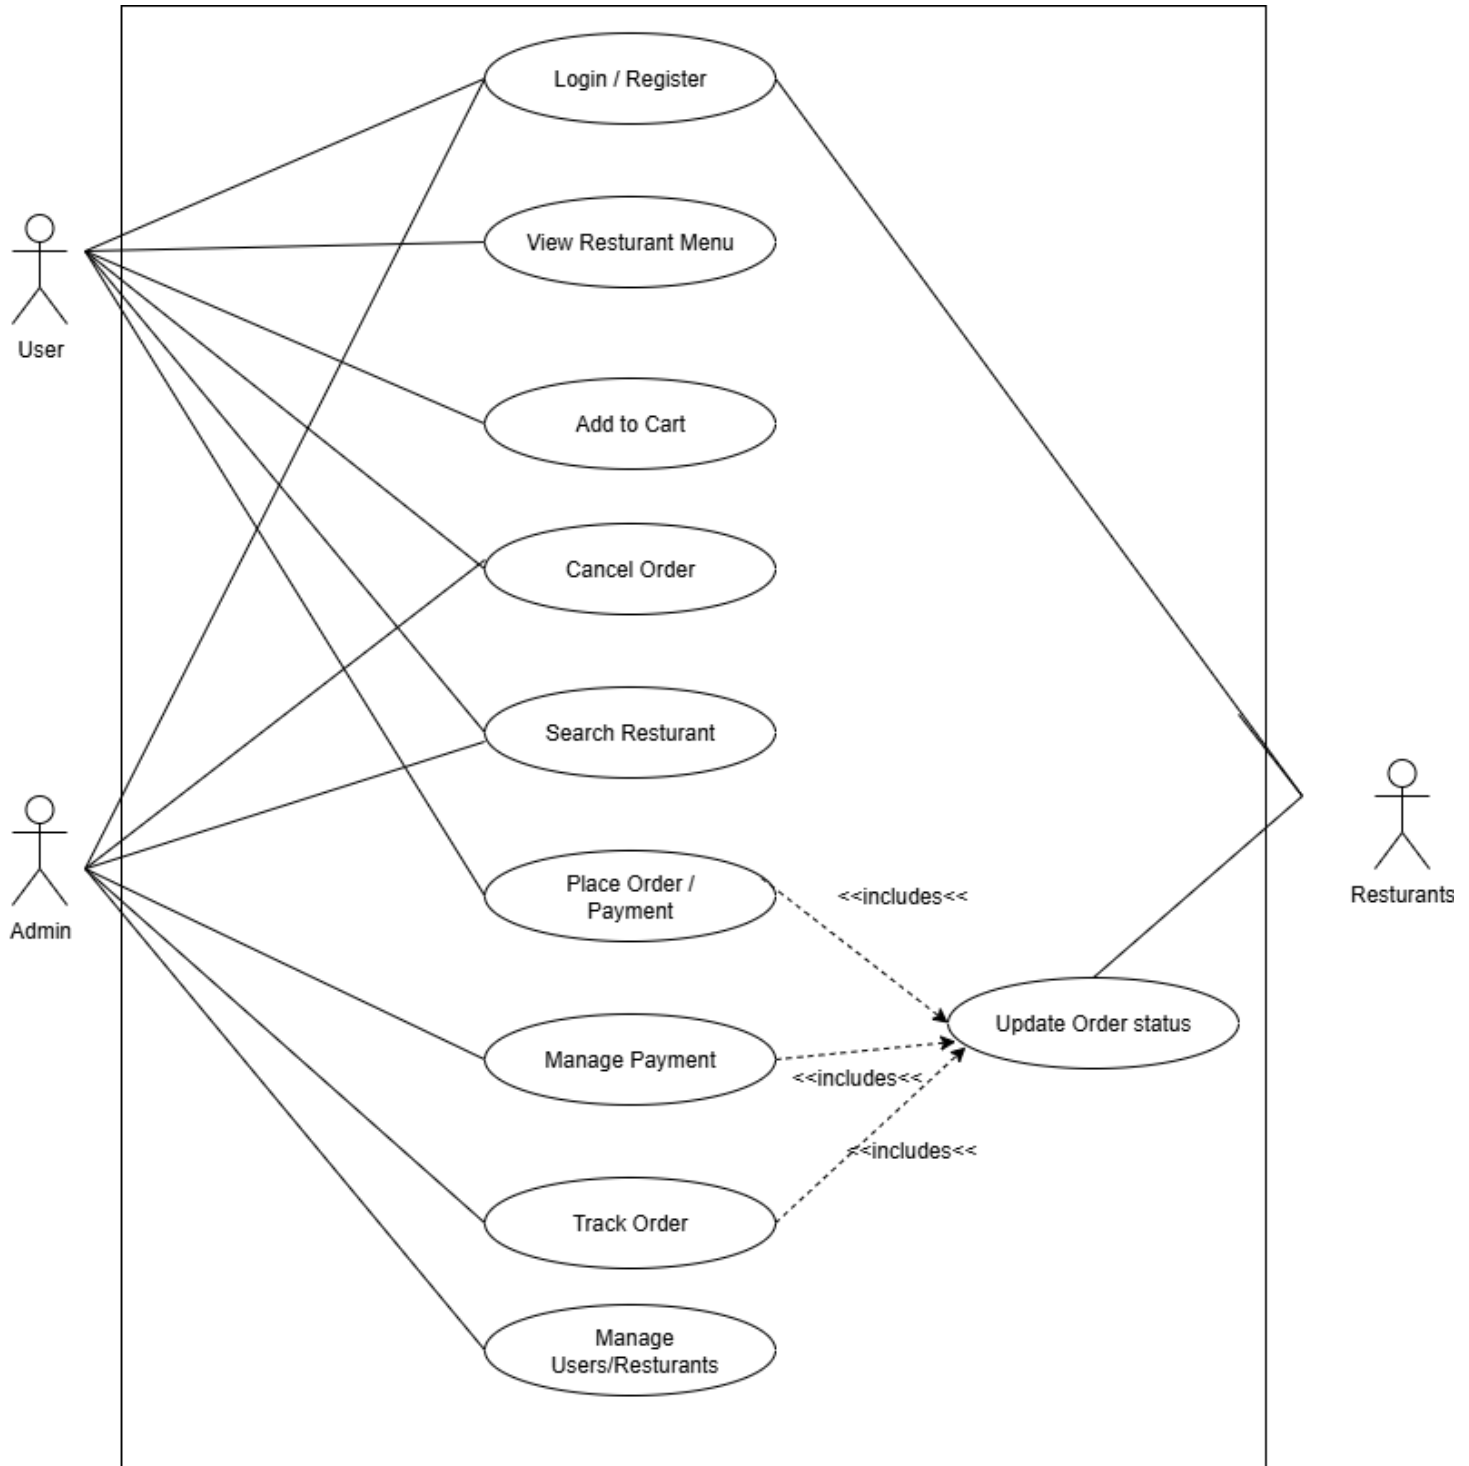 Login / Register
View Resturant Menu
User
Add to Cart
Cancel Order
Search Resturant
Place Order /
Payment
<<includes<<
Resturants
Admin
Update Order status
Manage Payment
<<includes<<
<<includes<<
Track Order
Manage
Users/Resturants